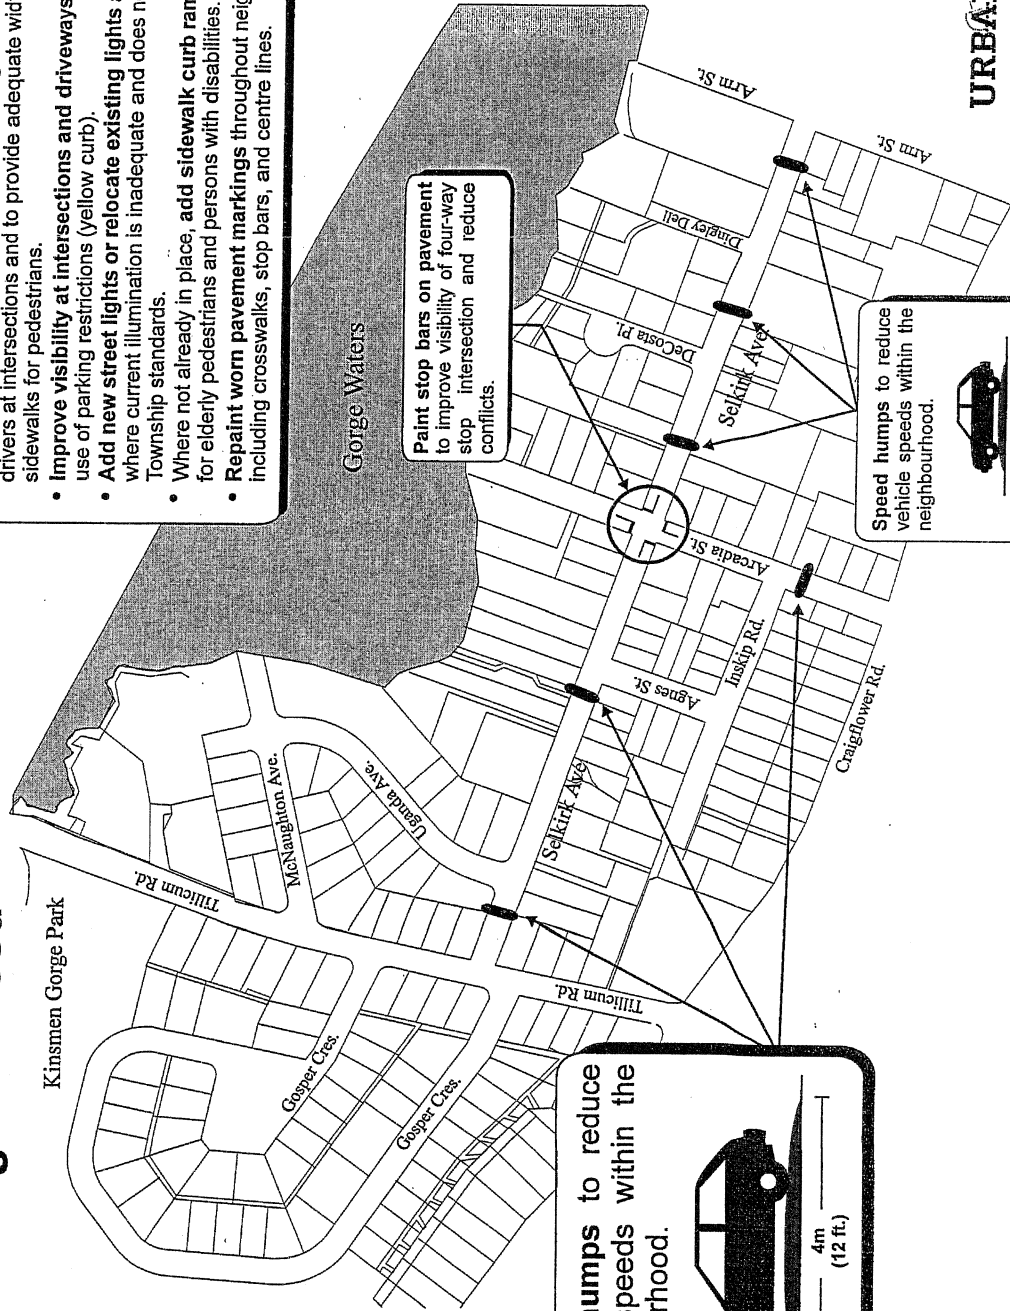 drivers at intersections and to provide adequate
sidewalks for pedestrians.
• Improve visibility at intersections and driveways
use of parking restrictions (yellow curb).
• Add new street lights or relocate existing lights
where current illumination is inadequate and does
Township standards.
• Where not already in place, add sidewalk curb
for elderly pedestrians and persons with disabilities.
• Repaint worn pavement markings throughout
including crosswalks, stop bars, and centre lines.
Kinsmen Gorge Park
Gorge Waters
Paint stop bars on pavement
to improve visibility of four-way
stop intersection and reduce
conflicts.
Tillicum Rd.
McNaughton Ave.
Uganda Ave.
Gosper Cres.
Gosper Cres.
Tillicum Rd.
Selkirk Ave.
Agnes St.
Inskip Rd.
Arcadia St.
Craigflower Rd.
Selkirk Ave.
DeCosta Pl.
Dingley Dell
Arm St.
Arm St.
Speed humps to reduce
vehicle speeds within the
neighbourhood.
to reduce
within the
4m
(12 ft.)